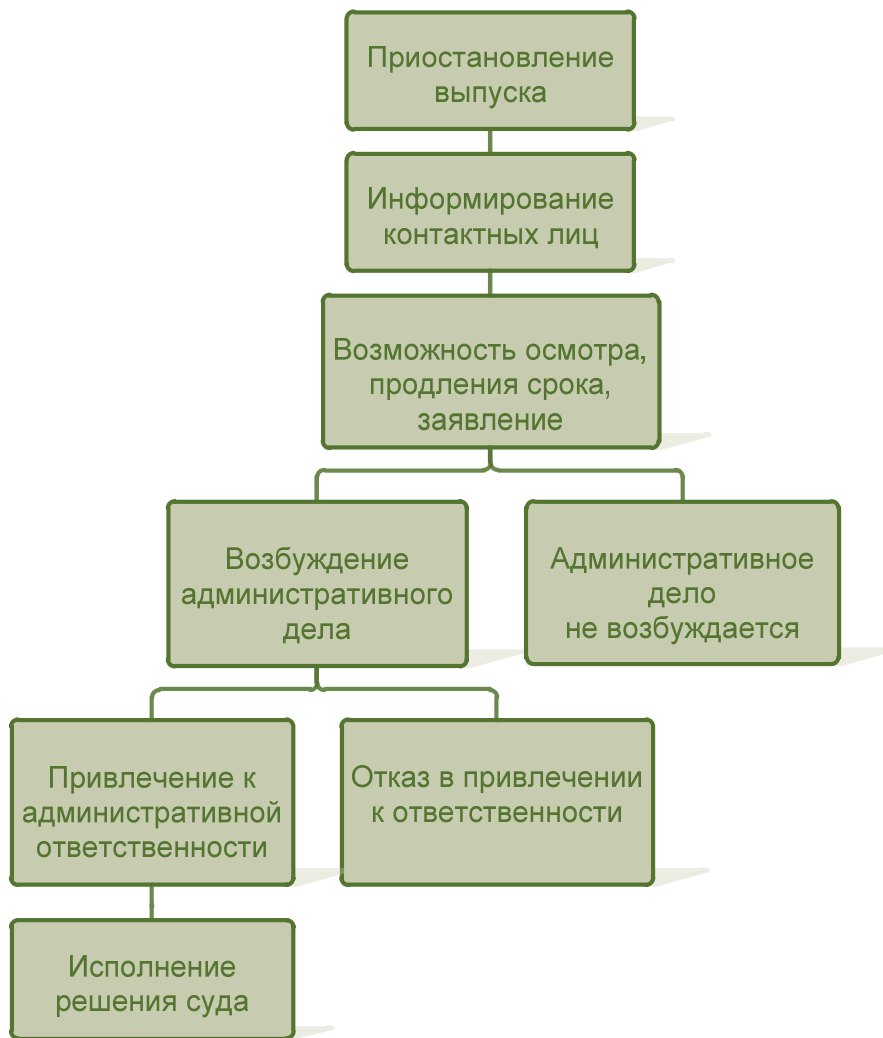 Приостановление
выпуска
Информирование
контактных лиц
Возможность осмотра,
продления срока,
заявление
Возбуждение
административного
дела
Административное
дело
не возбуждается
Привлечение к
административной
ответственности
Отказ в привлечении
к ответственности
Исполнение
решения суда